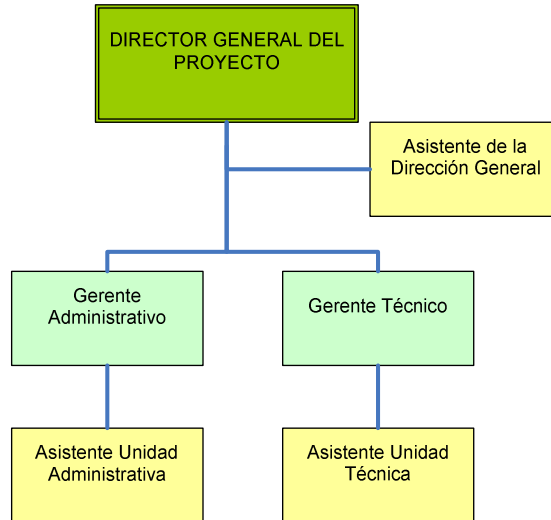 DIRECTOR GENERAL DEL
PROYECTO
Asistente de la
Dirección General
Gerente
Administrativo
Gerente Técnico
Asistente Unidad
Administrativa
Asistente Unidad
Técnica